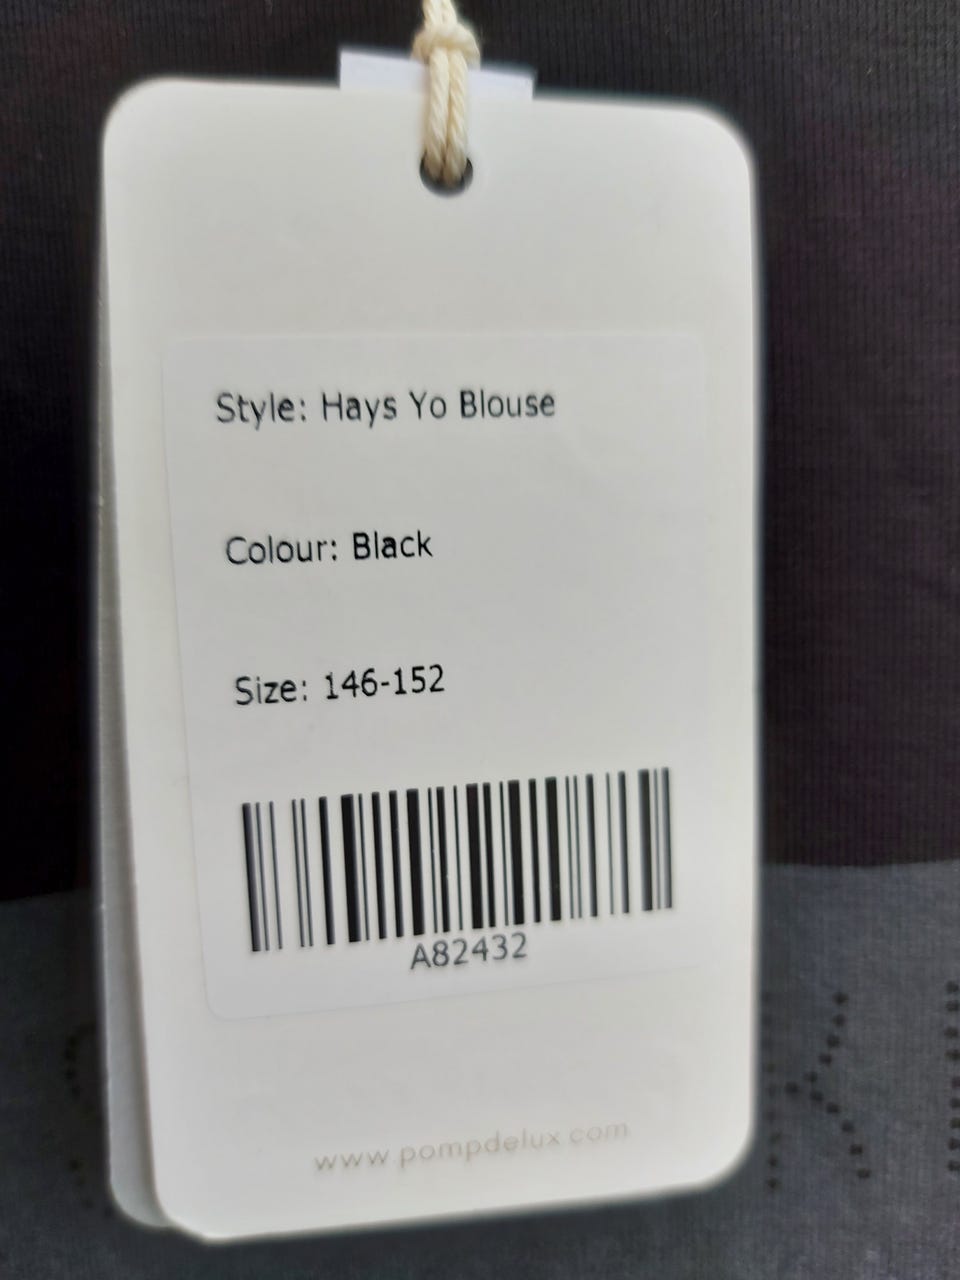 Style: Hays Yo Blouse
Colour: Black
Size: 146-152
A82432
www.pompdelux.com